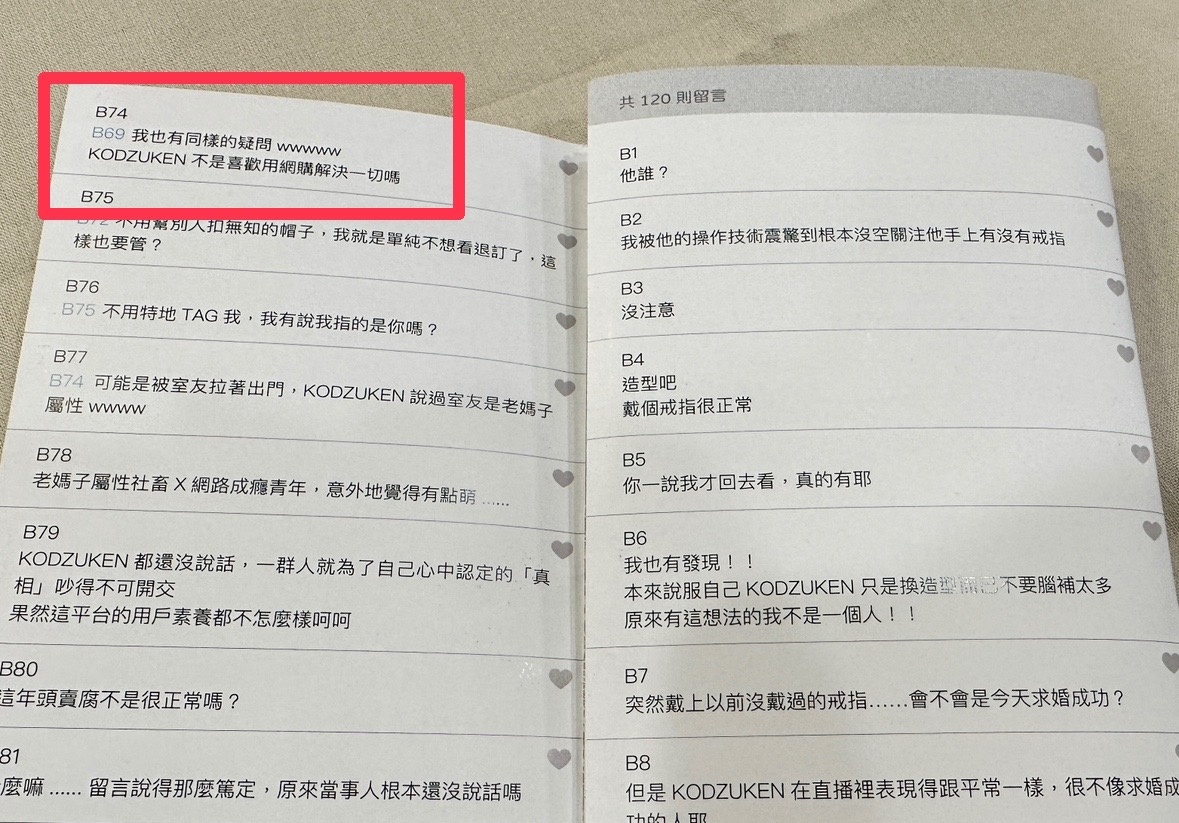 B74
B69 我也有同樣的疑問 wwwwww
KODZUKEN 不是喜歡用網購解決一切嗎
B75
B72 不用幫別人扣無知的帽子，我就是單純不想看退訂了，這
樣也要管？
B76
B75 不用特地 TAG 我，我有說我指的是你嗎？
B77
B74 可能是被室友拉著出門，KODZUKEN 說過室友是老媽子
屬性 wwww
B78
老媽子屬性社畜 X 網路成癮青年，意外地覺得有點萌 ......
B79
KODZUKEN 都還沒說話，一群人就為了自己心中認定的「真
相」吵得不可開交
果然這平台的用戶素養都不怎麼樣呵呵
B80
這年頭賣腐不是很正常嗎？
81
麼嘛 ...... 留言說得那麼篤定，原來當事人根本還沒說話嗎
共 120 則留言
B1
他誰？
B2
我被他的操作技術震驚到根本沒空關注他手上有沒有戒指
B3
沒注意
B4
造型吧
戴個戒指很正常
B5
你一說我才回去看，真的有耶
B6
我也有發現！！
本來說服自己 KODZUKEN 只是換造型不要腦補太多
原來有這想法的我不是一個人！！
B7
突然戴上以前沒戴過的戒指……會不會是今天求婚成功？
B8
但是 KODZUKEN 在直播裡表現得跟平常一樣，很不像求婚成
功的人耶